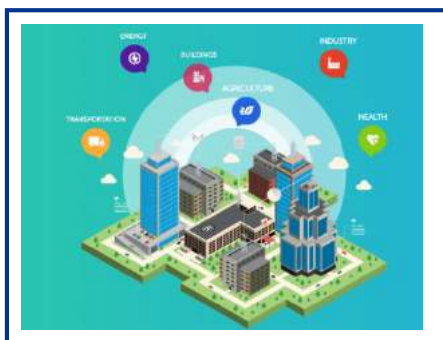 ENERGY
INDUSTRY
BUILDINGS
AGRICULTURE
TRANSPORTATION
HEALTH